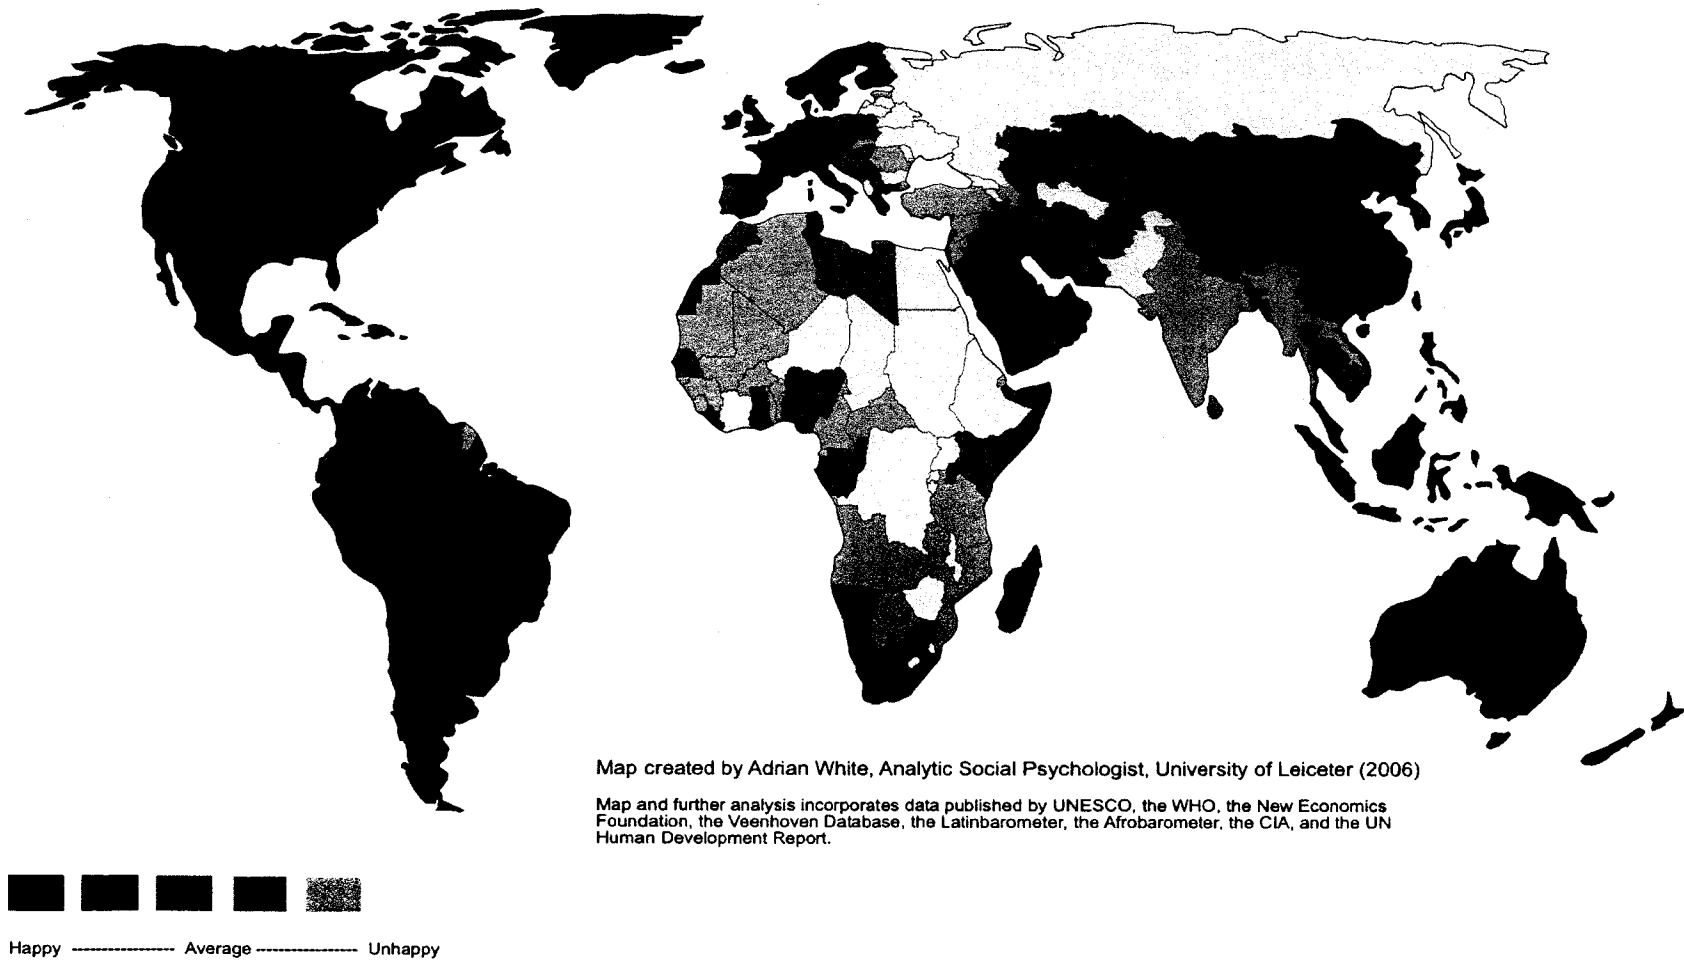 Map created by Adrian White, Analytic Social Psychologist, University of Leiceter (2006)
Map and further analysis incorporates data published by UNESCO, the WHO, the New Economics
Foundation, the Veenhoven Database, the Latinbarometer, the Afrobarometer, the CIA, and the UN
Human Development Report.
Happy ------------------ Average ------------------ Unhappy